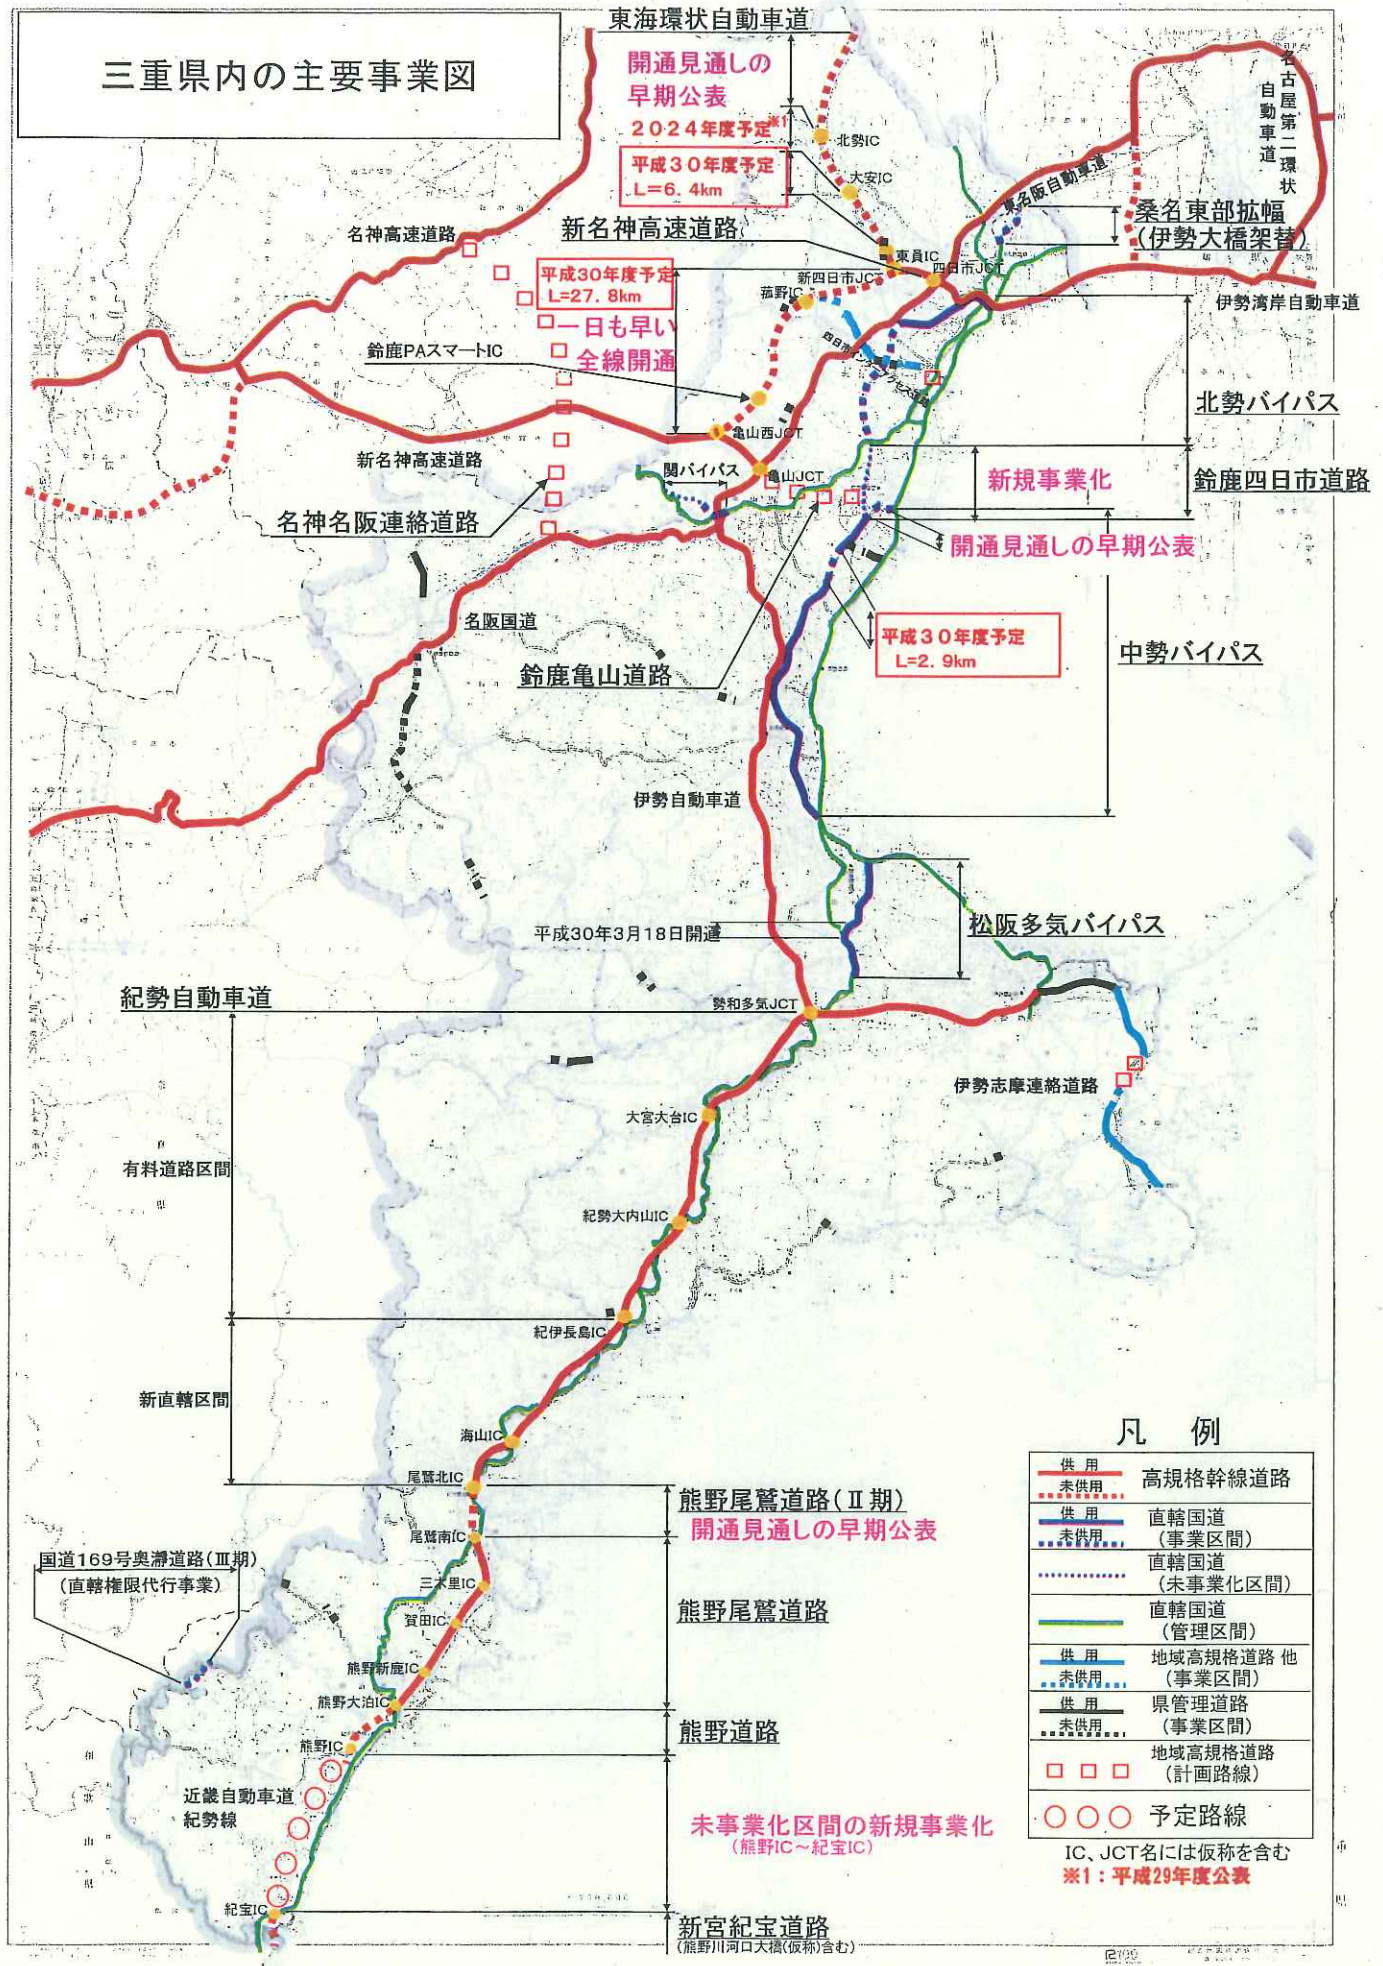 三重県内の主要事業図
東海環状自動車道
開通見通しの
早期公表
2024年度予定※1
平成30年度予定
L=6.4km
北勢IC
大安IC
東員IC
名古屋第二環状
自動車道
東名阪自動車道
桑名東部拡幅
(伊勢大橋架替)
名神高速道路
新名神高速道路
平成30年度予定
L=27.8km
一日も早い
全線開通
新四日市JCT
四日市JCT
菰野IC
伊勢湾岸自動車道
鈴鹿PAスマートIC
四日市インターアクセス道路
北勢バイパス
亀山西JCT
新名神高速道路
関バイパス
亀山JCT
新規事業化
鈴鹿四日市道路
名神名阪連絡道路
開通見通しの早期公表
名阪国道
平成30年度予定
L=2.9km
中勢バイパス
鈴鹿亀山道路
伊勢自動車道
平成30年3月18日開通
松阪多気バイパス
紀勢自動車道
勢和多気JCT
伊勢志摩連絡道路
大宮大台IC
有料道路区間
紀勢大内山IC
紀伊長島IC
新直轄区間
海山IC
尾鷲北IC
熊野尾鷲道路(Ⅱ期)
開通見通しの早期公表
尾鷲南IC
国道169号奥瀞道路(Ⅲ期)
(直轄権限代行事業)
三木里IC
賀田IC
熊野尾鷲道路
熊野新鹿IC
熊野大泊IC
熊野道路
熊野IC
近畿自動車道
紀勢線
未事業化区間の新規事業化
(熊野IC～紀宝IC)
紀宝IC
新宮紀宝道路
(熊野川河口大橋(仮称)含む)
凡 例
供用
未供用
高規格幹線道路
供用
未供用
直轄国道
(事業区間)
直轄国道
(未事業化区間)
直轄国道
(管理区間)
供用
未供用
地域高規格道路 他
(事業区間)
供用
未供用
県管理道路
(事業区間)
地域高規格道路
(計画路線)
予定路線
IC、JCT名には仮称を含む
※1：平成29年度公表